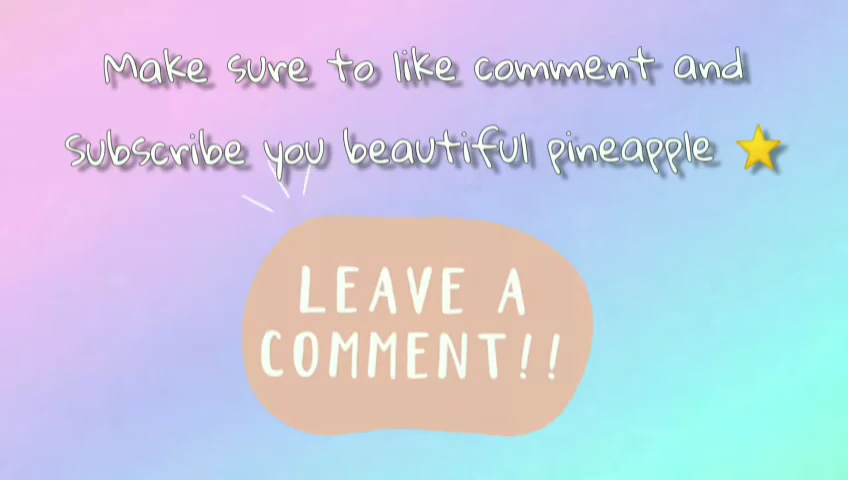 Make sure to like comment and
Subscribe you beautiful pineapple ⭐
LEAVE A
COMMENT!!